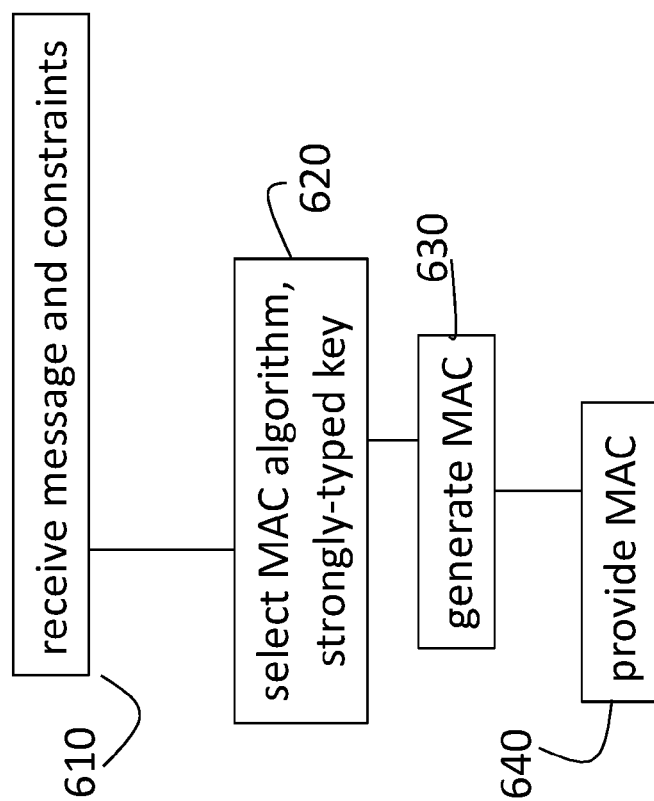 610
receive message and constraints
620
select MAC algorithm,
strongly-typed key
630
generate MAC
640
provide MAC